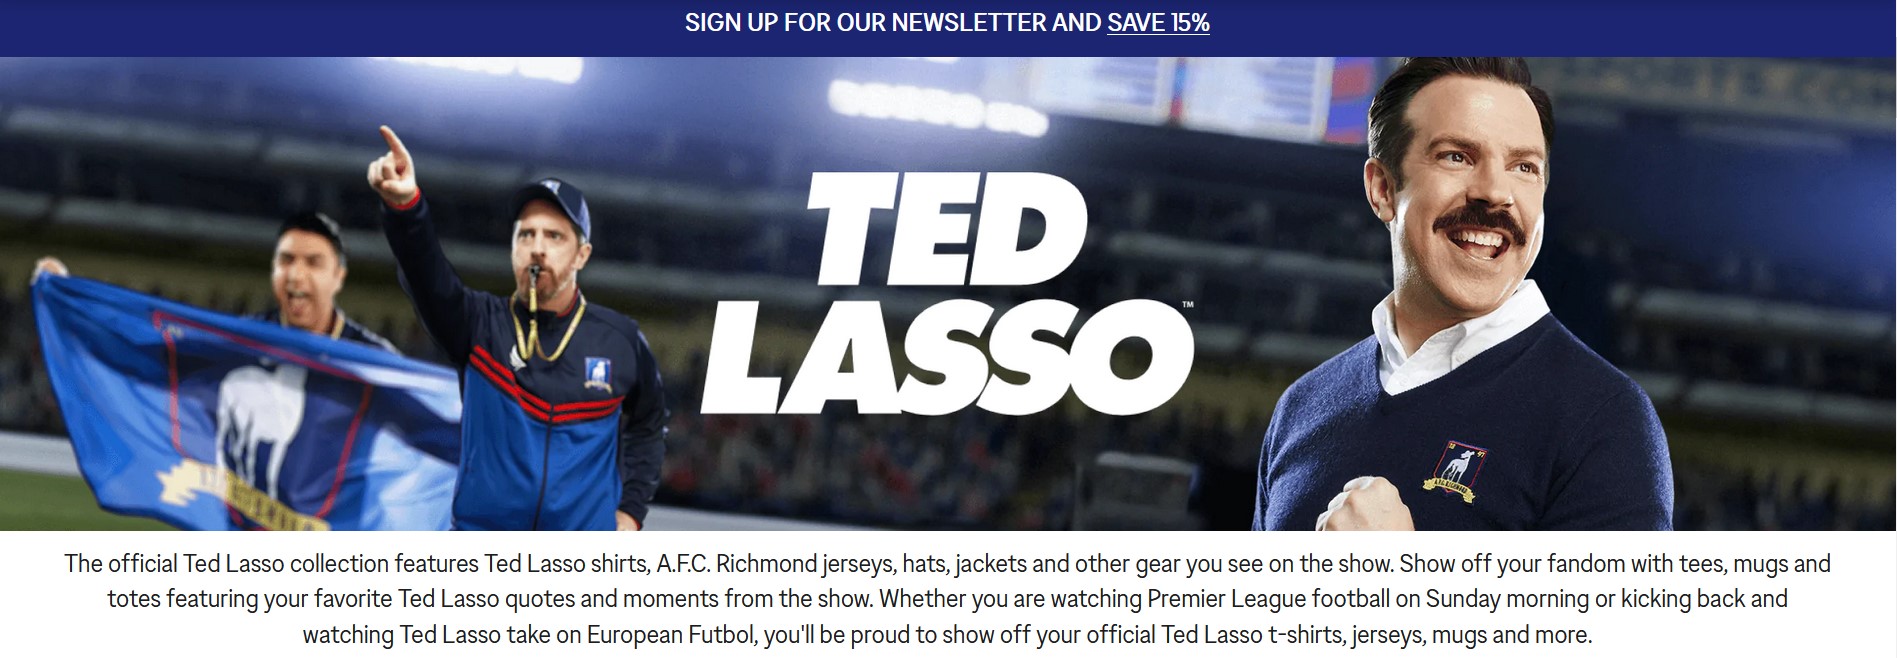 SIGN UP FOR OUR NEWSLETTER AND SAVE 15%
TED
LASSO™
The official Ted Lasso collection features Ted Lasso shirts, A.F.C. Richmond jerseys, hats, jackets and other gear you see on the show. Show off your fandom with tees, mugs and
totes featuring your favorite Ted Lasso quotes and moments from the show. Whether you are watching Premier League football on Sunday morning or kicking back and
watching Ted Lasso take on European Futbol, you'll be proud to show off your official Ted Lasso t-shirts, jerseys, mugs and more.